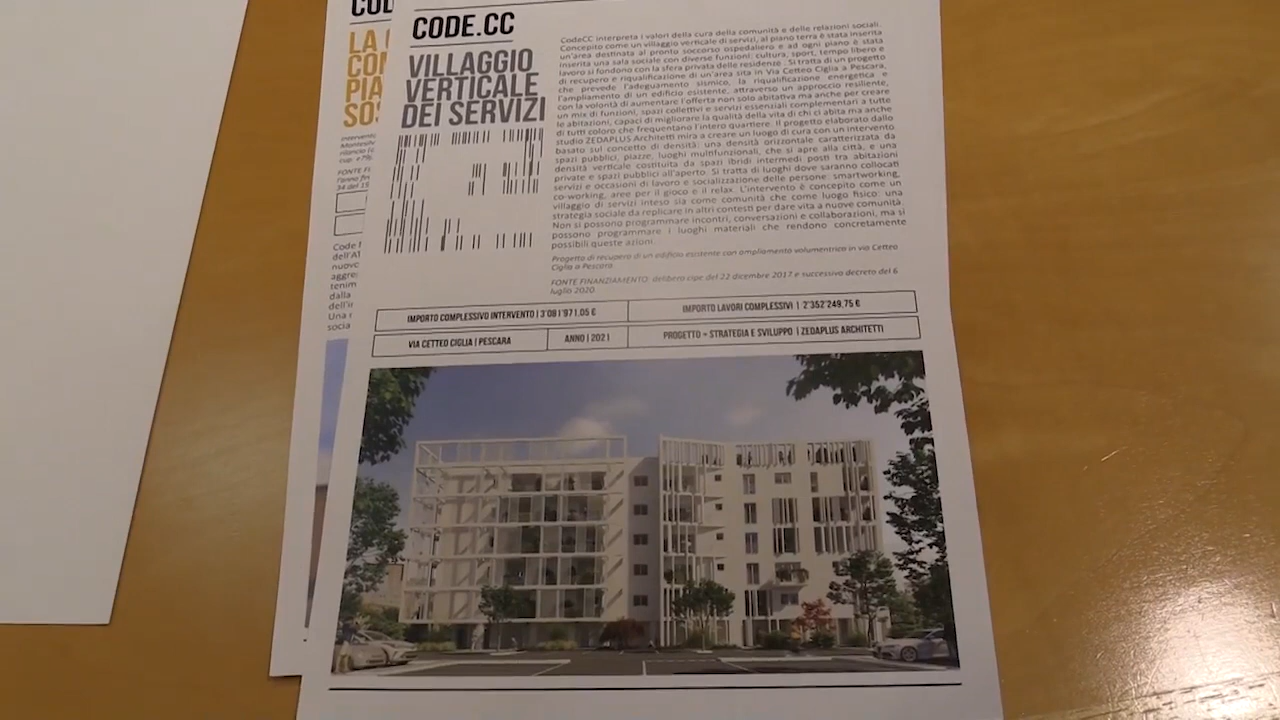 COD
LA
CON
PIA
SOS
CODE.CC
VILLAGGIO
VERTICALE
DEI SERVIZI
CodeCC interpreta i valori della cura della comunità e delle relazioni sociali.
Concepito come un villaggio verticale di servizi, al piano terra è stata inserita
un'area destinata al pronto soccorso ospedaliero e ad ogni piano è stata
inserita una sala sociale con diverse funzioni: cultura, sport, tempo libero e
lavoro si fondono con la sfera privata delle residenze. Si tratta di un progetto
di recupero e riqualificazione di un'area sita in Via Cetteo Ciglia a Pescara,
che prevede l'adeguamento sismico, la riqualificazione energetica e
l'ampliamento di un edificio esistente, attraverso un approccio resiliente,
con la volontà di aumentare l'offerta non solo abitativa ma anche per creare
un mix di funzioni, spazi collettivi e servizi essenziali complementari a tutte
le abitazioni, capaci di migliorare la qualità della vita di chi ci abita ma anche
di tutti coloro che frequentano l'intero quartiere. Il progetto elaborato dallo
studio ZEDAPLUS Architetti mira a creare un luogo di cura con un intervento
basato sul concetto di densità: una densità orizzontale caratterizzata da
spazi pubblici, piazze, luoghi multifunzionali, che si apre alla città, e una
densità verticale costituita da spazi ibridi intermedi posti tra abitazioni
private e spazi pubblici all'aperto. Si tratta di luoghi dove saranno collocati
servizi e occasioni di lavoro e socializzazione delle persone: smartworking,
co-working, aree per il gioco e il relax. L'intervento è concepito come un
villaggio di servizi inteso sia come comunità che come luogo fisico: una
strategia sociale da replicare in altri contesti per dare vita a nuove comunità.
Non si possono programmare incontri, conversazioni e collaborazioni, ma si
possono programmare i luoghi materiali che rendono concretamente
possibili queste azioni.
Progetto di recupero di un edificio esistente con ampliamento volumentrico in via Cetteo
Ciglia a Pescara
FONTE FINANZIAMENTO: delibera cipe del 22 dicembre 2017 e successivo decreto del 6
luglio 2020
IMPORTO COMPLESSIVO INTERVENTO | 3'091'971,05 €
IMPORTO LAVORI COMPLESSIVI | 2'352'249,75 €
VIA CETTEO CIGLIA | PESCARA
ANNO | 2021
PROGETTO + STRATEGIA E SVILUPPO | ZEDAPLUS ARCHITETTI